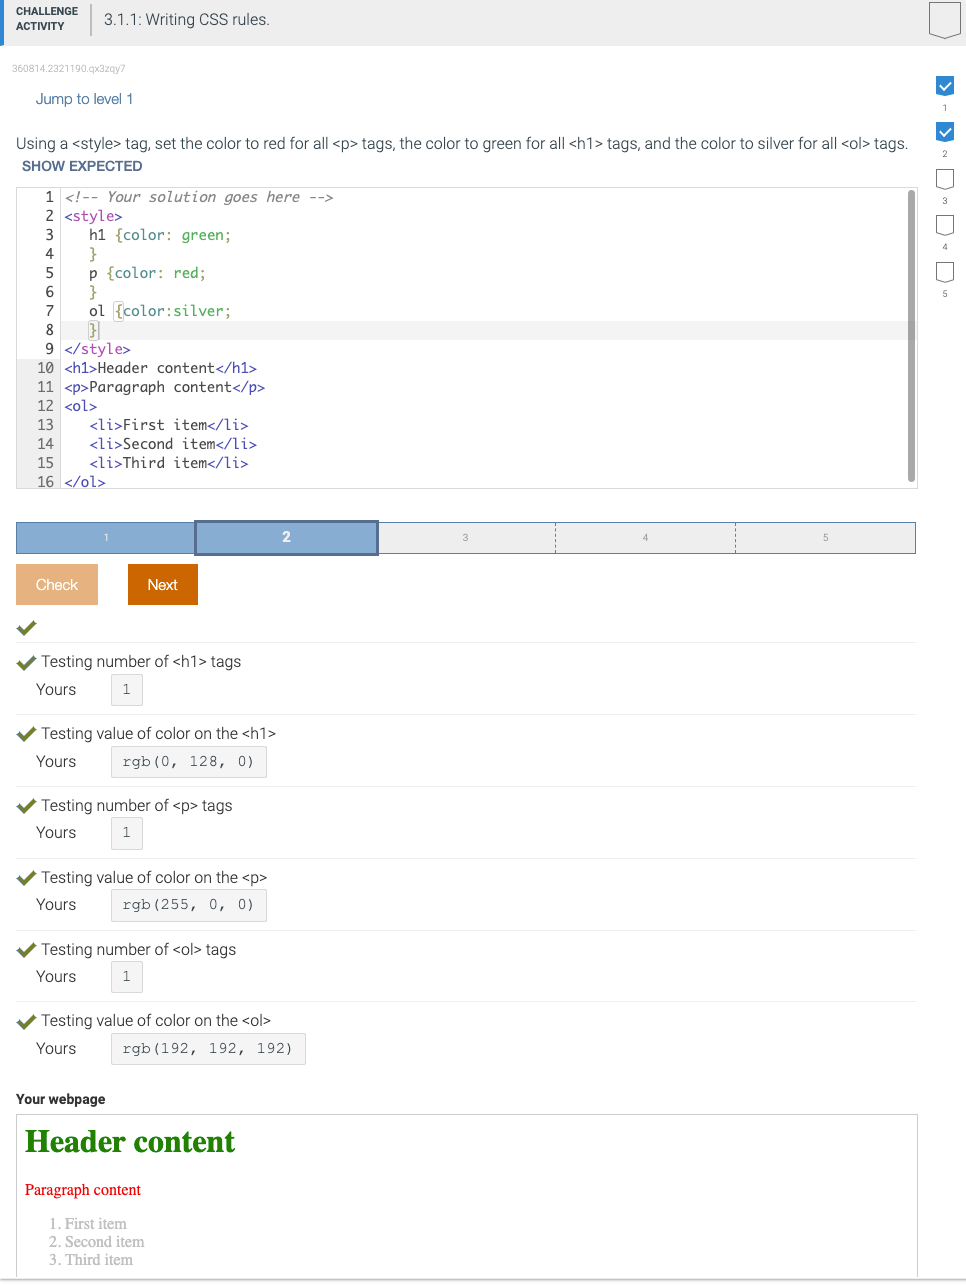 CHALLENGE ACTIVITY
3.1.1: Writing CSS rules.
360814.2321190.qx3zqy7
Jump to level 1
Using a <style> tag, set the color to red for all <p> tags, the color to green for all <h1> tags, and the color to silver for all <ol> tags.
SHOW EXPECTED
1 <!-- Your solution goes here -->
2 <style>
3 h1 {color: green;
4 }
5 p {color: red;
6 }
7 ol {color:silver;
8 }
9 </style>
10 <h1>Header content</h1>
11 <p>Paragraph content</p>
12 <ol>
13 <li>First item</li>
14 <li>Second item</li>
15 <li>Third item</li>
16 </ol>
1 2 3 4 5
Check Next
Testing number of <h1> tags
Yours 1
Testing value of color on the <h1>
Yours rgb(0, 128, 0)
Testing number of <p> tags
Yours 1
Testing value of color on the <p>
Yours rgb(255, 0, 0)
Testing number of <ol> tags
Yours 1
Testing value of color on the <ol>
Yours rgb(192, 192, 192)
Your webpage
Header content
Paragraph content
1. First item
2. Second item
3. Third item
1
2
3
4
5